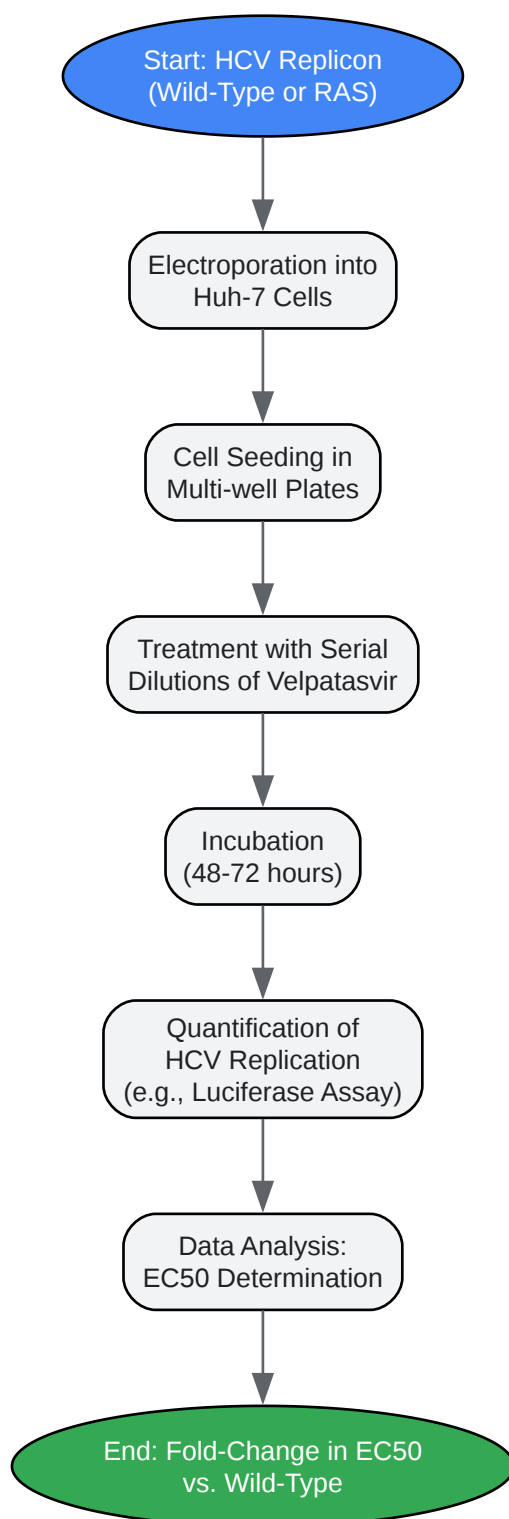 Start: HCV Replicon
(Wild-Type or RAS)
Electroporation into
Huh-7 Cells
Cell Seeding in
Multi-well Plates
Treatment with Serial
Dilutions of Velpatasvir
Incubation
(48-72 hours)
Quantification of
HCV Replication
(e.g., Luciferase Assay)
Data Analysis:
EC50 Determination
End: Fold-Change in EC50
vs. Wild-Type